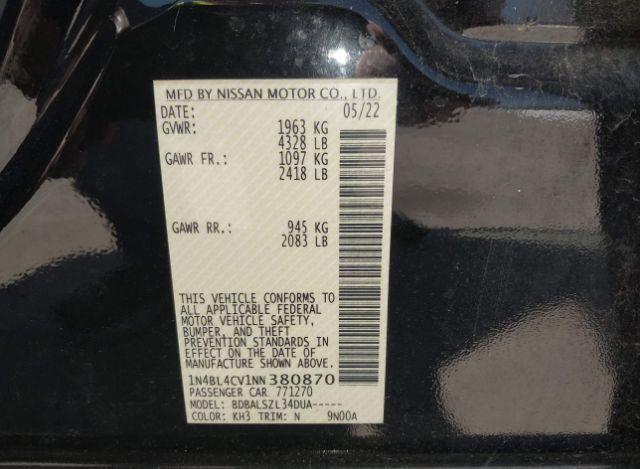 MFD BY NISSAN MOTOR CO., LTD.
DATE: 05/22
GVWR: 1963 KG
4328 LB
GAWR FR.: 1097 KG
2418 LB
GAWR RR.: 945 KG
2083 LB
THIS VEHICLE CONFORMS TO
ALL APPLICABLE FEDERAL
MOTOR VEHICLE SAFETY,
BUMPER, AND THEFT
PREVENTION STANDARDS IN
EFFECT ON THE DATE OF
MANUFACTURE SHOWN ABOVE.
1N4BL4CV1NN380870
PASSENGER CAR 771270
MODEL: BDBALSZL34DUA-----
COLOR: KH3 TRIM: N 9N00A